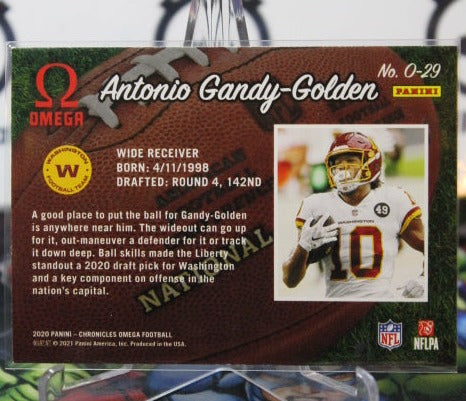 No. O-29
Antonio Gandy-Golden
PANINI
OMEGA
WASHINGTON
W
FOOTBALL TEAM
WIDE RECEIVER
BORN: 4/11/1998
DRAFTED: ROUND 4, 142ND
A good place to put the ball for Gandy-Golden
is anywhere near him. The wideout can go up
for it, out-maneuver a defender for it or track
it down deep. Ball skills made the Liberty
standout a 2020 draft pick for Washington
and a key component on offense in the
nation's capital.
WASHINGTON
49
10
NATIONAL
2020 PANINI – CHRONICLES OMEGA FOOTBALL
© 2021 Panini America, Inc. Produced in the USA.
NFL
NFLPA